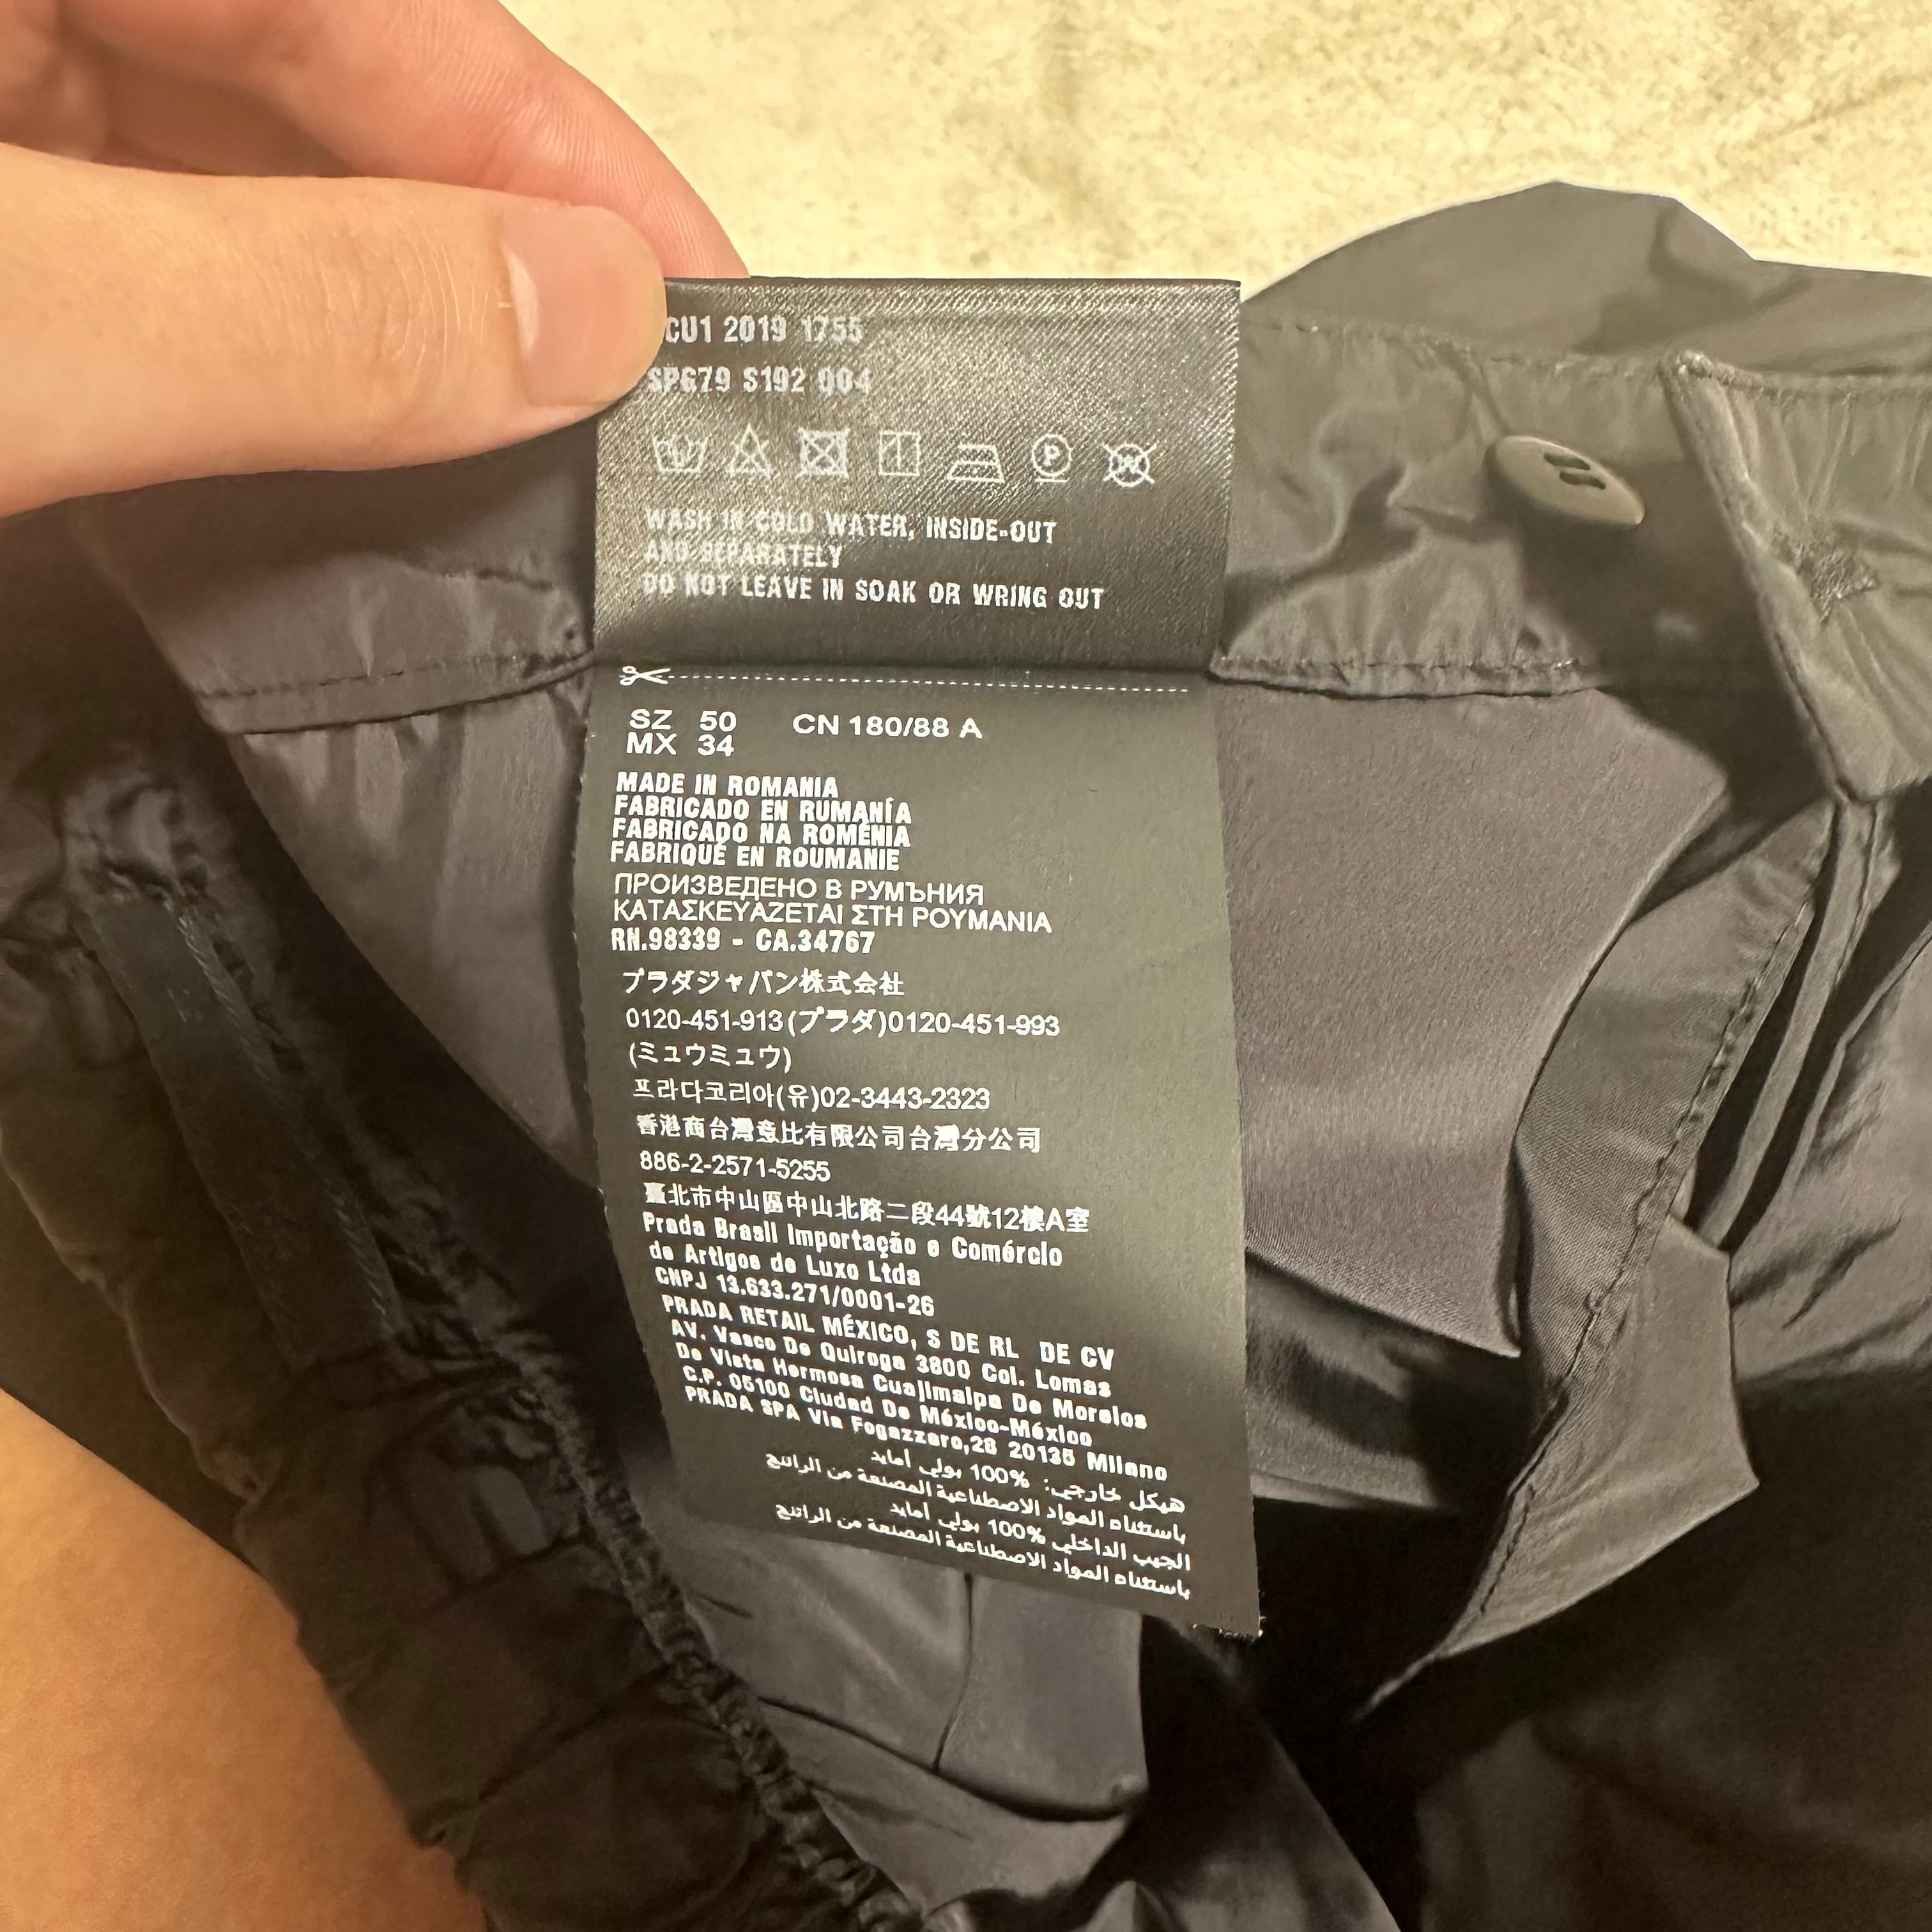 CU1 2019 1755
SPG79 S192 004
P
W
WASH IN COLD WATER, INSIDE-OUT
AND SEPARATELY
DO NOT LEAVE IN SOAK OR WRING OUT
SZ 50 CN 180/88 A
MX 34
MADE IN ROMANIA
FABRICADO EN RUMANÍA
FABRICADO NA ROMÉNIA
FABRIQUÉ EN ROUMANIE
ПРОИЗВЕДЕНО В РУМЪНИЯ
ΚΑΤΑΣΚΕΥΑΖΕΤΑΙ ΣΤΗ ΡΟΥΜΑΝΙΑ
RN.98339 - CA.34767
プラダジャパン株式会社
0120-451-913(プラダ)0120-451-993
(ミュウミュウ)
프라다코리아(유)02-3443-2323
香港商台灣意比有限公司台灣分公司
886-2-2571-5255
臺北市中山區中山北路二段44號12樓A室
Prada Brasil Importação e Comércio
de Artigos de Luxo Ltda
CNPJ 13.633.271/0001-26
PRADA RETAIL MÉXICO, S DE RL DE CV
AV. Vasco De Quiroga 3800 Col. Lomas
De Vista Hermosa Cuajimalpa De Morelos
C.P. 05100 Ciudad De México-México
PRADA SPA Via Fogazzaro,28 20135 Milano
هيكل خارجي: %100 بولي أمايد
باستثناء المواد الاصطناعية المصنعة من الراتنج
الجيب الداخلي %100 بولي أمايد
باستثناء المواد الاصطناعية المصنعة من الراتنج